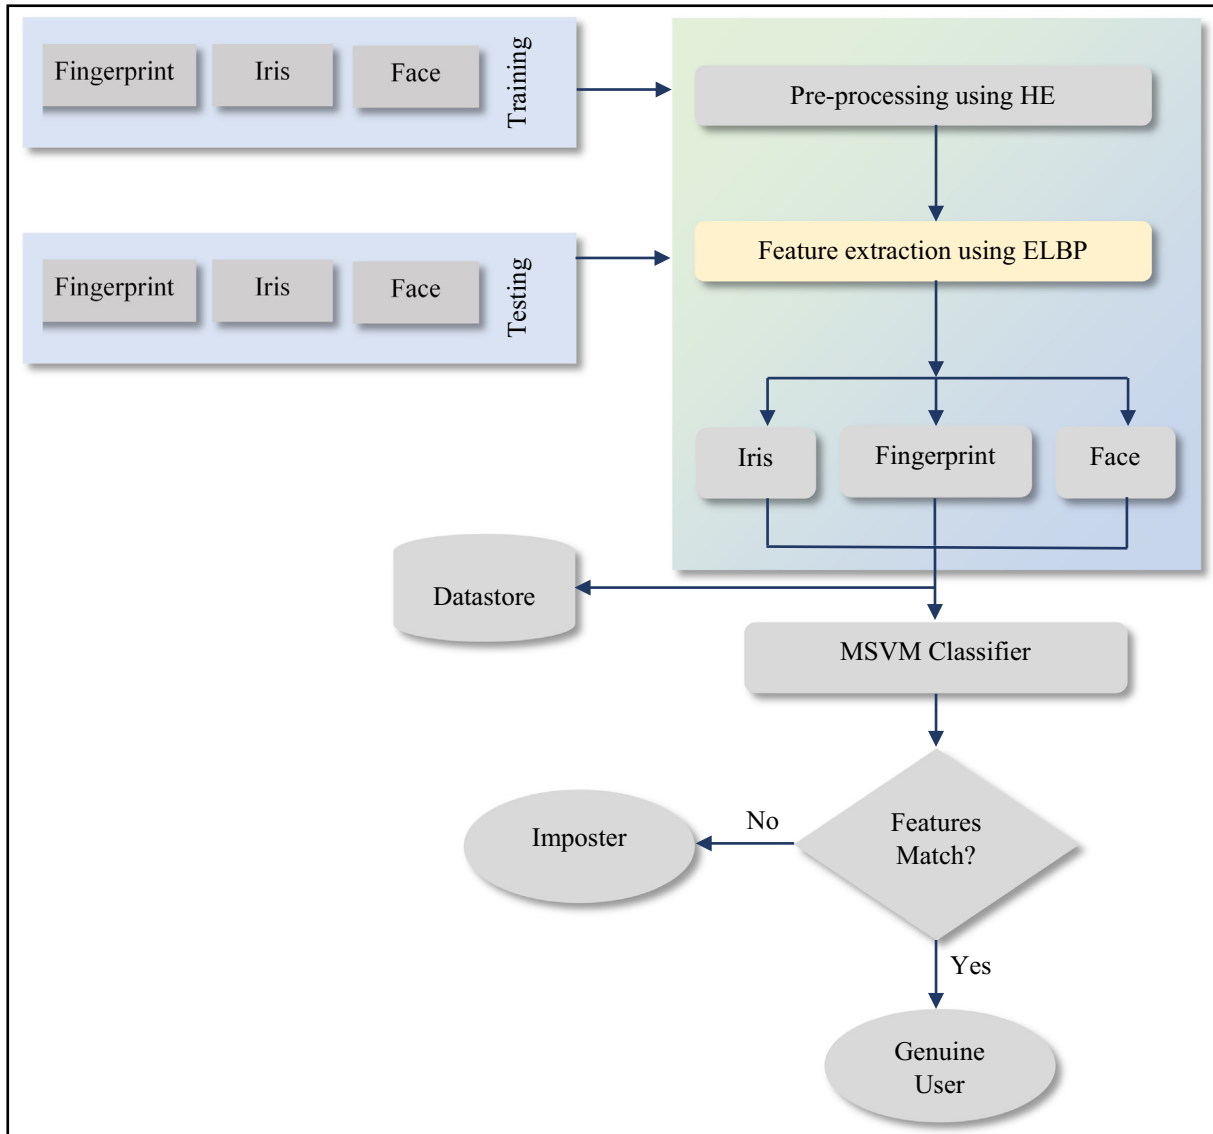 Fingerprint
Iris
Face
Training
Pre-processing using HE
Fingerprint
Iris
Face
Testing
Feature extraction using ELBP
Iris
Fingerprint
Face
Datastore
MSVM Classifier
Features
Match?
No
Imposter
Yes
Genuine
User